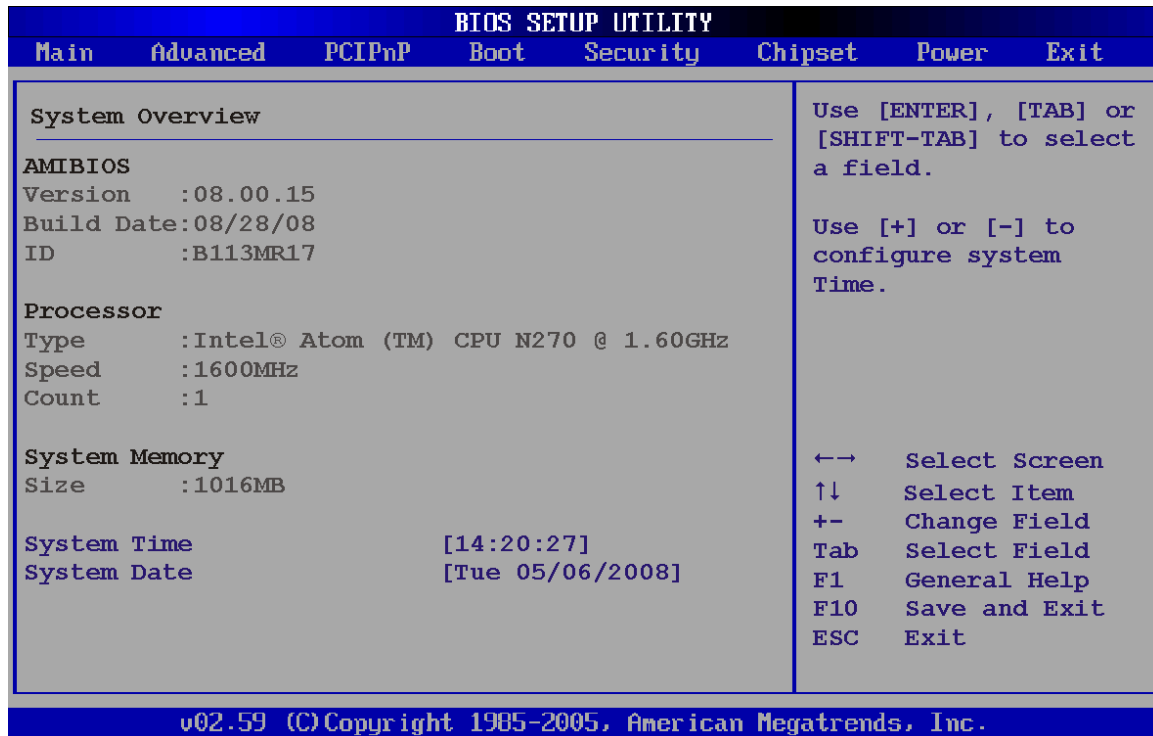 BIOS SETUP UTILITY
Main Advanced PCIPnP Boot Security Chipset Power Exit
System Overview
AMIBIOS
Version :08.00.15
Build Date:08/28/08
ID :B113MR17
Processor
Type :Intel® Atom (TM) CPU N270 @ 1.60GHz
Speed :1600MHz
Count :1
System Memory
Size :1016MB
System Time [14:20:27]
System Date [Tue 05/06/2008]
Use [ENTER], [TAB] or
[SHIFT-TAB] to select
a field.
Use [+] or [-] to
configure system
Time.
←→ Select Screen
↑↓ Select Item
+- Change Field
Tab Select Field
F1 General Help
F10 Save and Exit
ESC Exit
v02.59 (C)Copyright 1985-2005, American Megatrends, Inc.